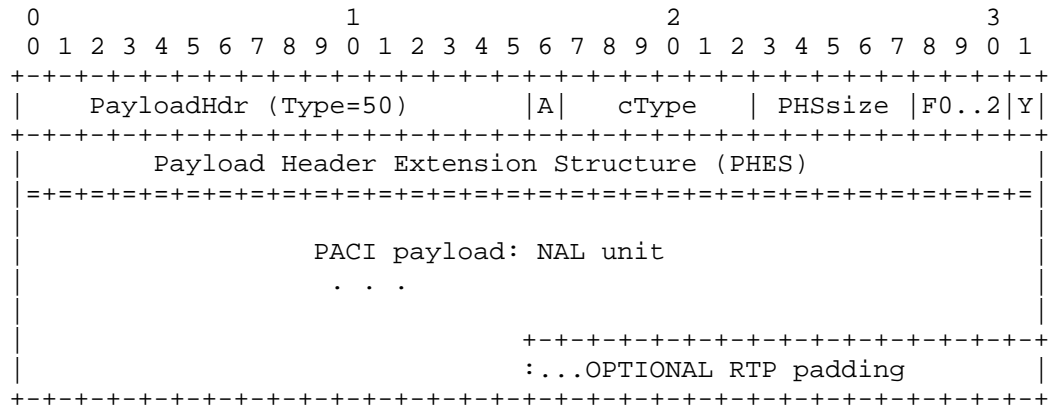 0                   1                   2                   3
 0 1 2 3 4 5 6 7 8 9 0 1 2 3 4 5 6 7 8 9 0 1 2 3 4 5 6 7 8 9 0 1
+-+-+-+-+-+-+-+-+-+-+-+-+-+-+-+-+-+-+-+-+-+-+-+-+-+-+-+-+-+-+-+-+
|    PayloadHdr (Type=50)       |A|   cType   | PHSsize |F0..2|Y|
+-+-+-+-+-+-+-+-+-+-+-+-+-+-+-+-+-+-+-+-+-+-+-+-+-+-+-+-+-+-+-+-+
|        Payload Header Extension Structure (PHES)              |
|=+=+=+=+=+=+=+=+=+=+=+=+=+=+=+=+=+=+=+=+=+=+=+=+=+=+=+=+=+=+=+=|
|                                                               |
|                  PACI payload: NAL unit                       |
|                   . . .                                       |
|                                                               |
|                               +-+-+-+-+-+-+-+-+-+-+-+-+-+-+-+-+
|                               :...OPTIONAL RTP padding        |
+-+-+-+-+-+-+-+-+-+-+-+-+-+-+-+-+-+-+-+-+-+-+-+-+-+-+-+-+-+-+-+-+